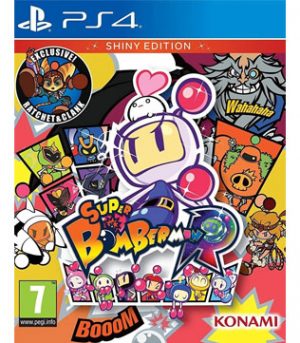 PS4
SHINY EDITION
EXCLUSIVE!
RATCHET&CLANK
Wahahaha
SUPER
BOMBERMAN
R
7
www.pegi.info
KONAMI
BOOOM